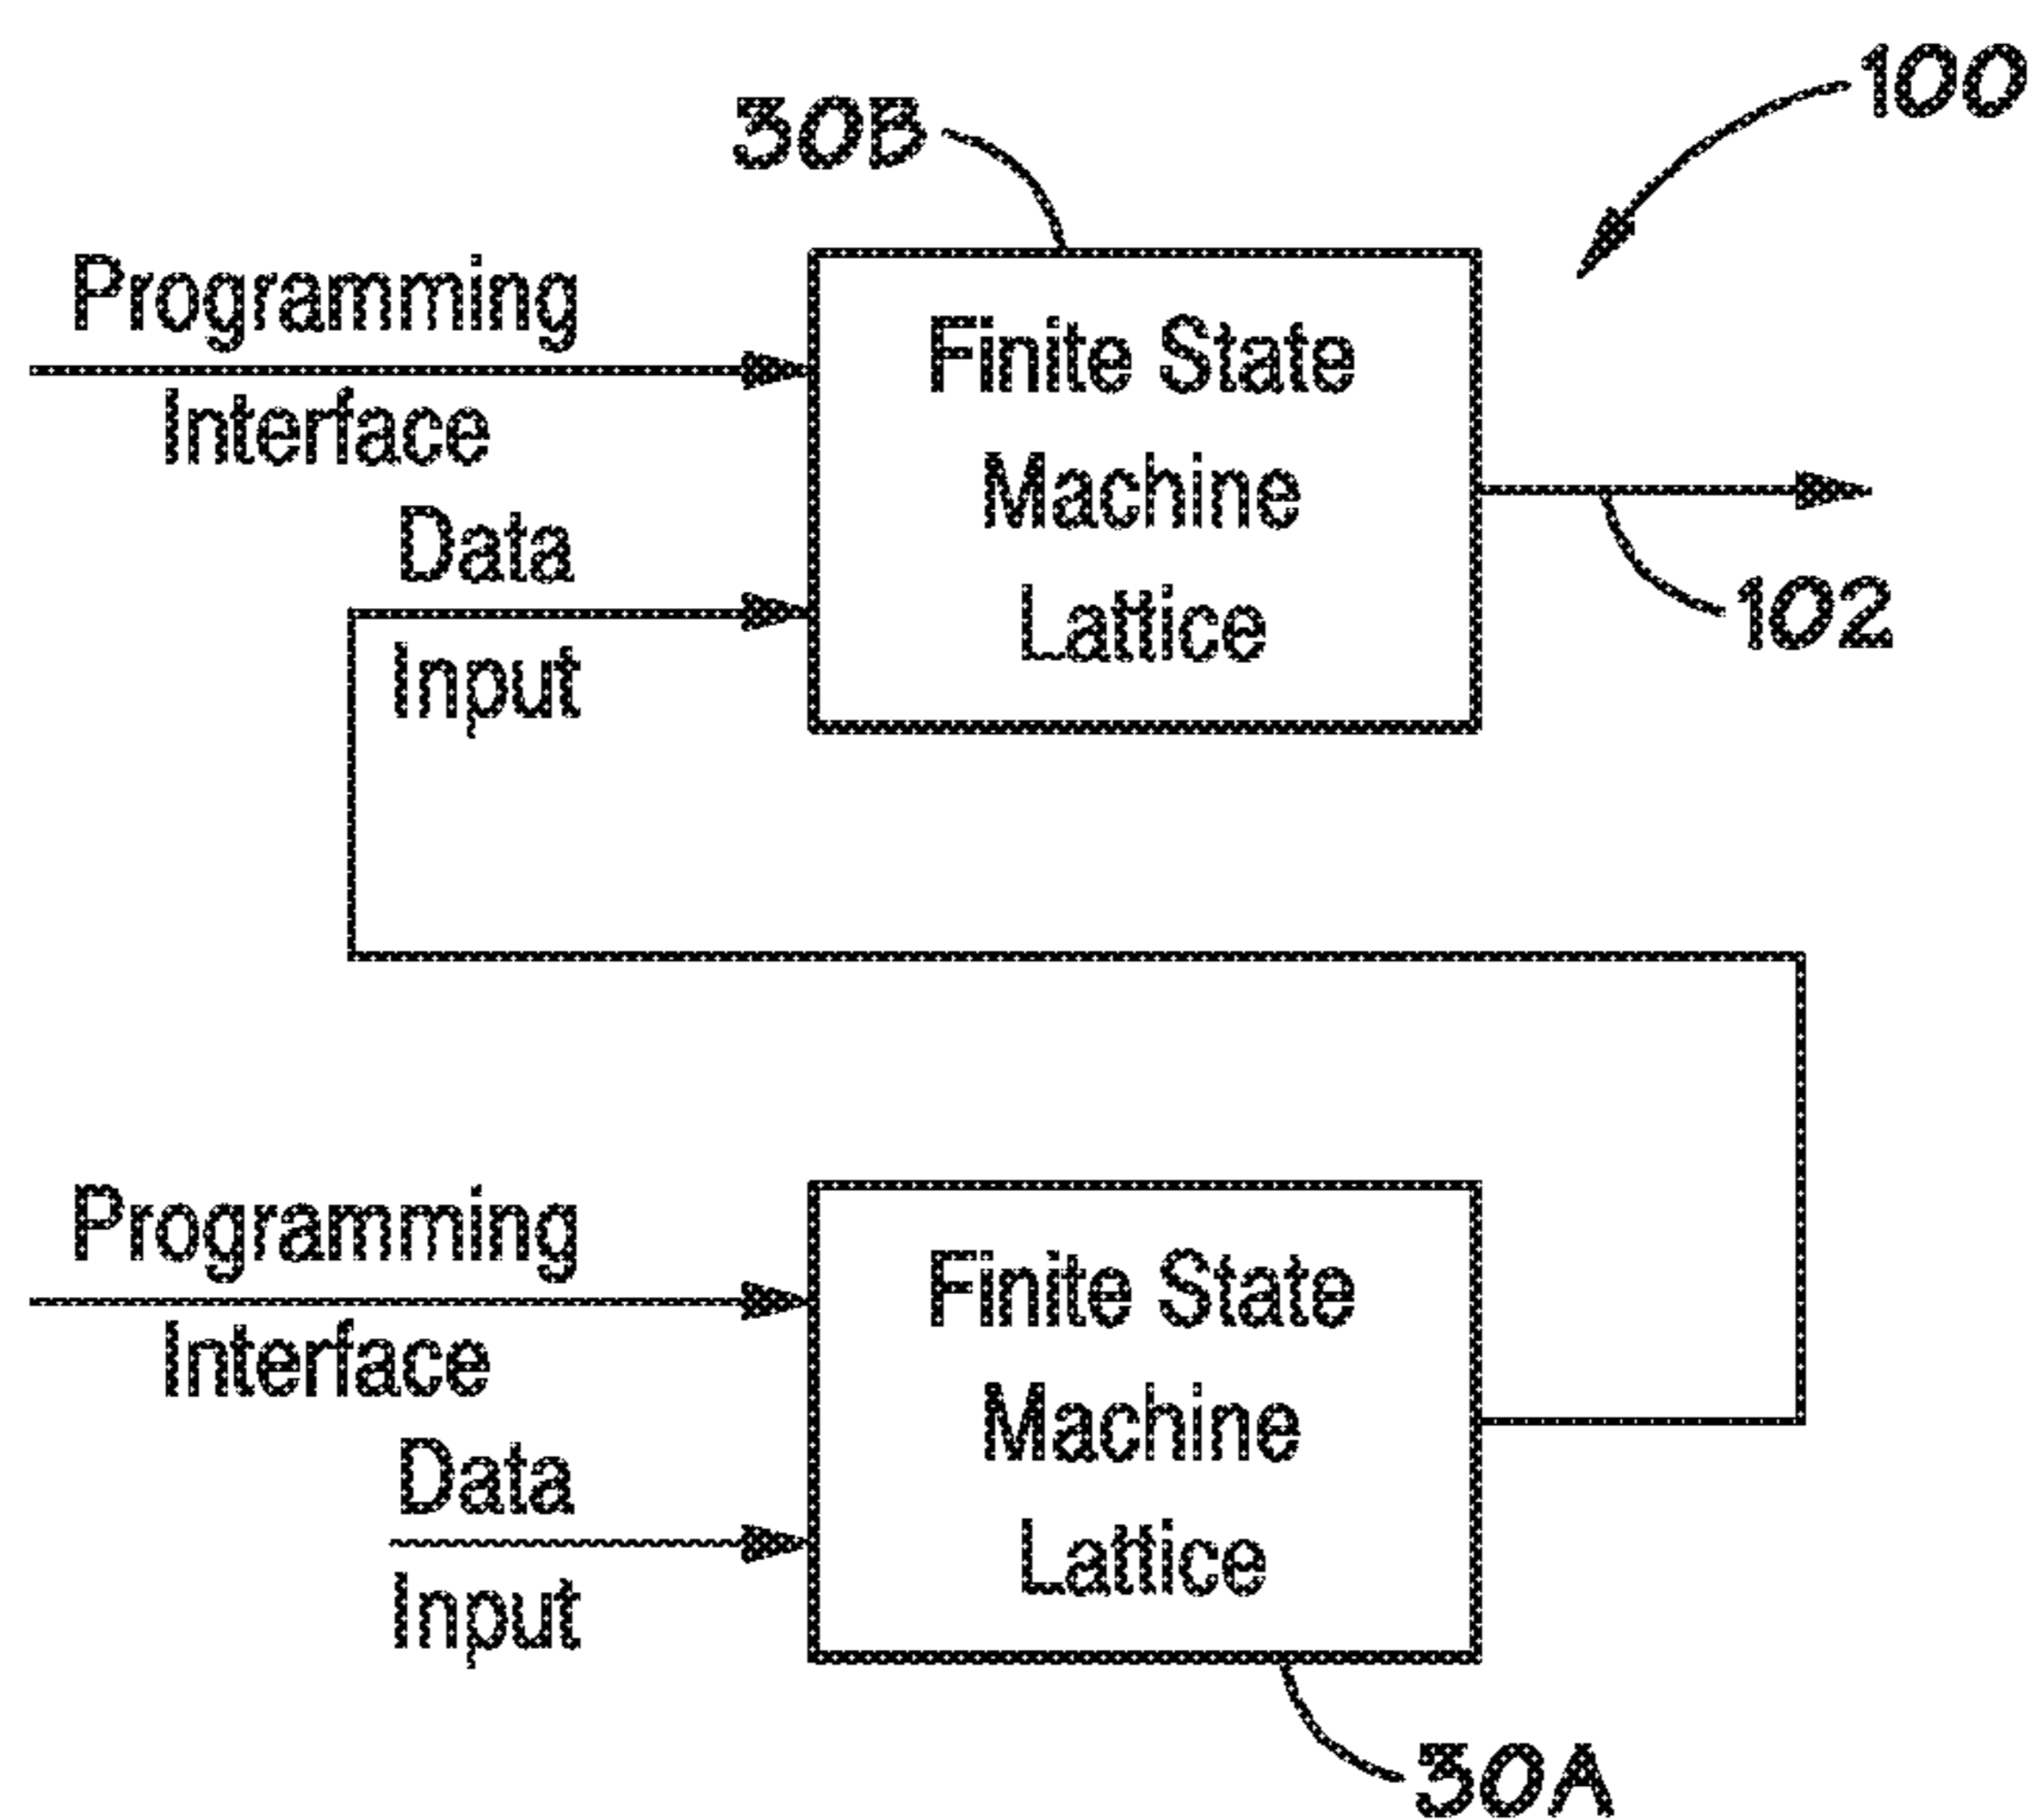 100
30B
Programming
Interface
Data
Input
Finite State
Machine
Lattice
102
Programming
Interface
Data
Input
Finite State
Machine
Lattice
30A